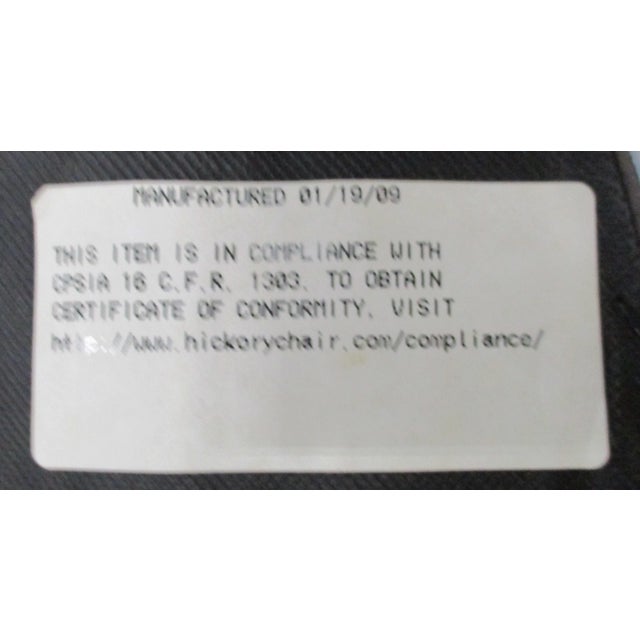 MANUFACTURED 01/19/09
THIS ITEM IS IN COMPLIANCE WITH
CPSIA 16 C.F.R. 1303. TO OBTAIN
CERTIFICATE OF CONFORMITY, VISIT
http://www.hickorychair.com/compliance/